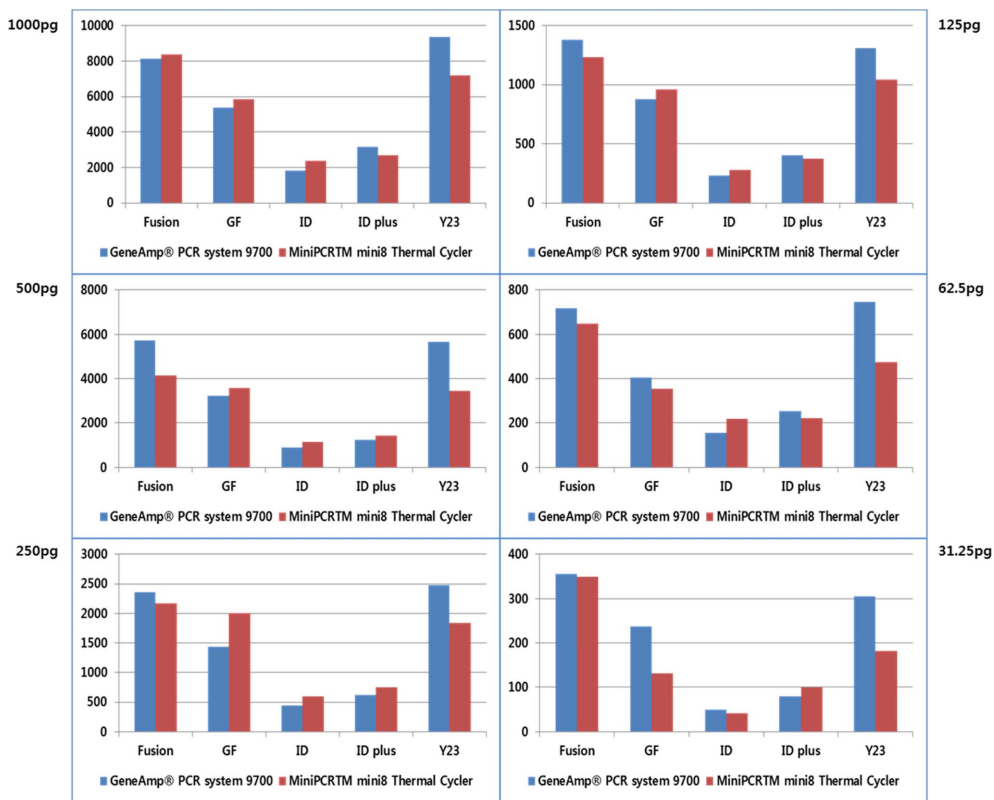 1000pg
10000
8000
6000
4000
2000
0
Fusion GF ID ID plus Y23
GeneAmp® PCR system 9700 MiniPCRTM mini8 Thermal Cycler
125pg
1500
1000
500
0
Fusion GF ID ID plus Y23
GeneAmp® PCR system 9700 MiniPCRTM mini8 Thermal Cycler
500pg
8000
6000
4000
2000
0
Fusion GF ID ID plus Y23
GeneAmp® PCR system 9700 MiniPCRTM mini8 Thermal Cycler
62.5pg
800
600
400
200
0
Fusion GF ID ID plus Y23
GeneAmp® PCR system 9700 MiniPCRTM mini8 Thermal Cycler
250pg
3000
2500
2000
1500
1000
500
0
Fusion GF ID ID plus Y23
GeneAmp® PCR system 9700 MiniPCRTM mini8 Thermal Cycler
31.25pg
400
300
200
100
0
Fusion GF ID ID plus Y23
GeneAmp® PCR system 9700 MiniPCRTM mini8 Thermal Cycler